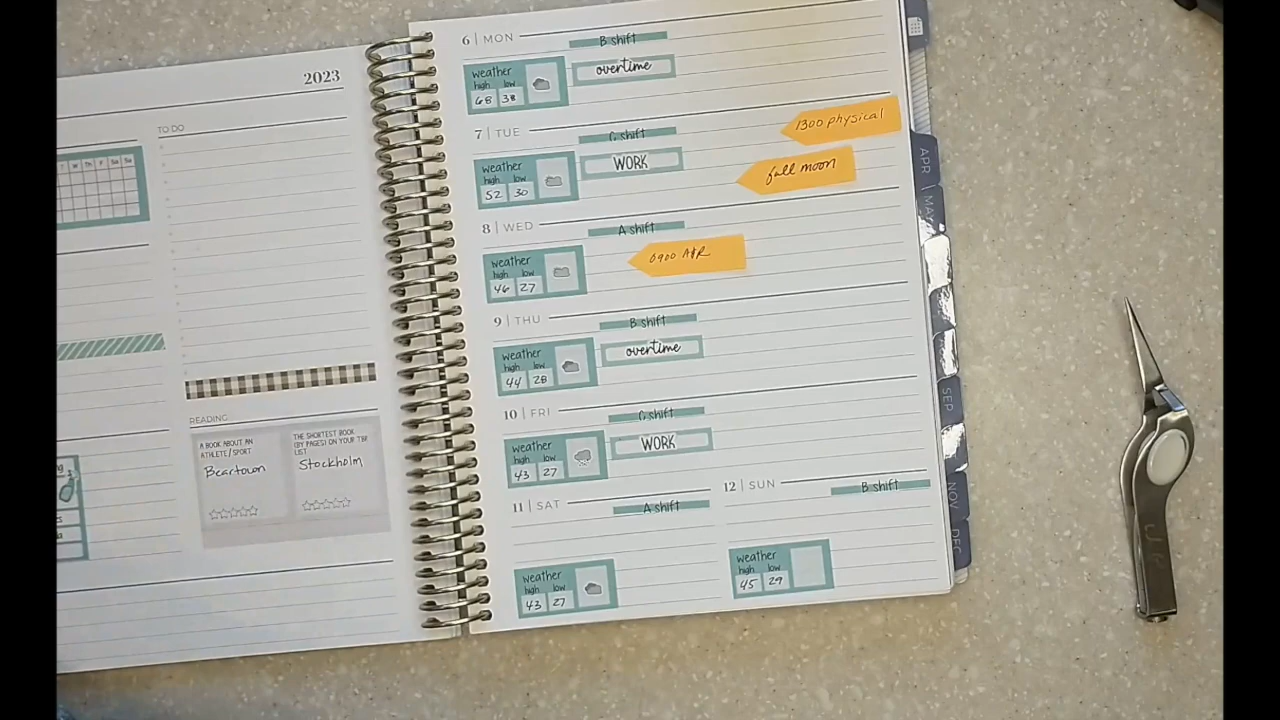 2023
TO DO
W Th F Sa Su
READING
A BOOK ABOUT AN
ATHLETE/SPORT
Beartown
THE SHORTEST BOOK
(BY PAGES) ON YOUR TBR
LIST
Stockholm
6 | MON
B shift
overtime
weather
high low
68 38
7 | TUE
C shift
WORK
1300 physical
full moon
weather
high low
52 30
8 | WED
A shift
weather
high low
46 27
9 | THU
B shift
overtime
weather
high low
44 28
10 | FRI
C shift
WORK
weather
high low
43 27
11 | SAT
A shift
weather
high low
43 27
12 | SUN
B shift
weather
high low
45 29
APR
MAY
SEP
NOV
DEC